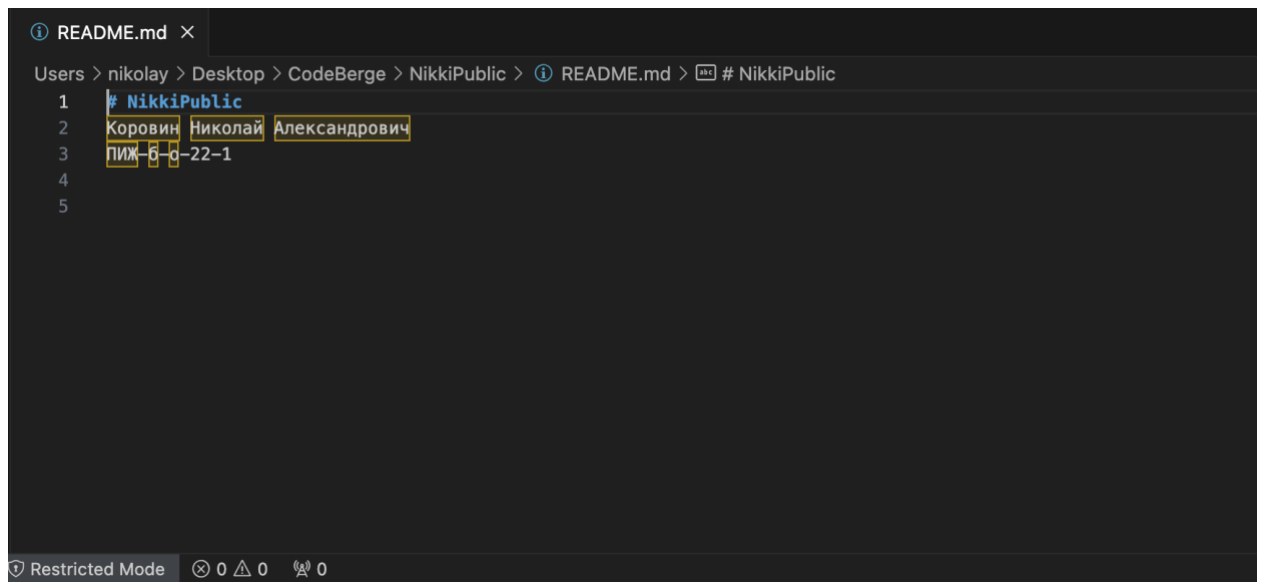 README.md
Users > nikolay > Desktop > CodeBerge > NikkiPublic > README.md > # NikkiPublic
1 # NikkiPublic
2 Коровин Николай Александрович
3 ПИЖ-б-о-22-1
4
5
Restricted Mode 0 0 0